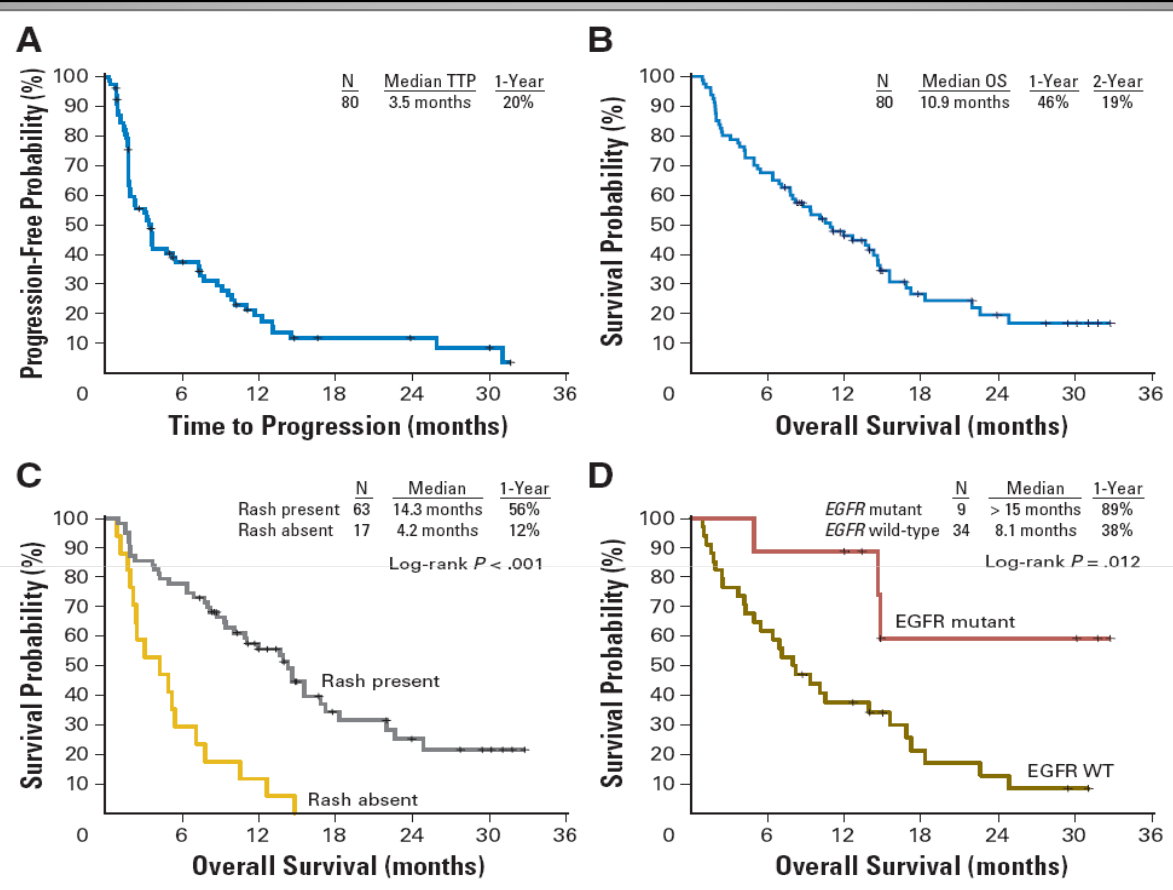 A
N Median TTP 1-Year
80 3.5 months 20%
Progression-Free Probability (%)
100
90
80
70
60
50
40
30
20
10
0 6 12 18 24 30 36
Time to Progression (months)
B
N Median OS 1-Year 2-Year
80 10.9 months 46% 19%
Survival Probability (%)
100
90
80
70
60
50
40
30
20
10
0 6 12 18 24 30 36
Overall Survival (months)
C
N Median 1-Year
Rash present 63 14.3 months 56%
Rash absent 17 4.2 months 12%
Log-rank P < .001
Survival Probability (%)
100
90
80
70
60
50
40
30
20
10
Rash present
Rash absent
0 6 12 18 24 30 36
Overall Survival (months)
D
N Median 1-Year
EGFR mutant 9 > 15 months 89%
EGFR wild-type 34 8.1 months 38%
Log-rank P = .012
Survival Probability (%)
100
90
80
70
60
50
40
30
20
10
EGFR mutant
EGFR WT
0 6 12 18 24 30 36
Overall Survival (months)